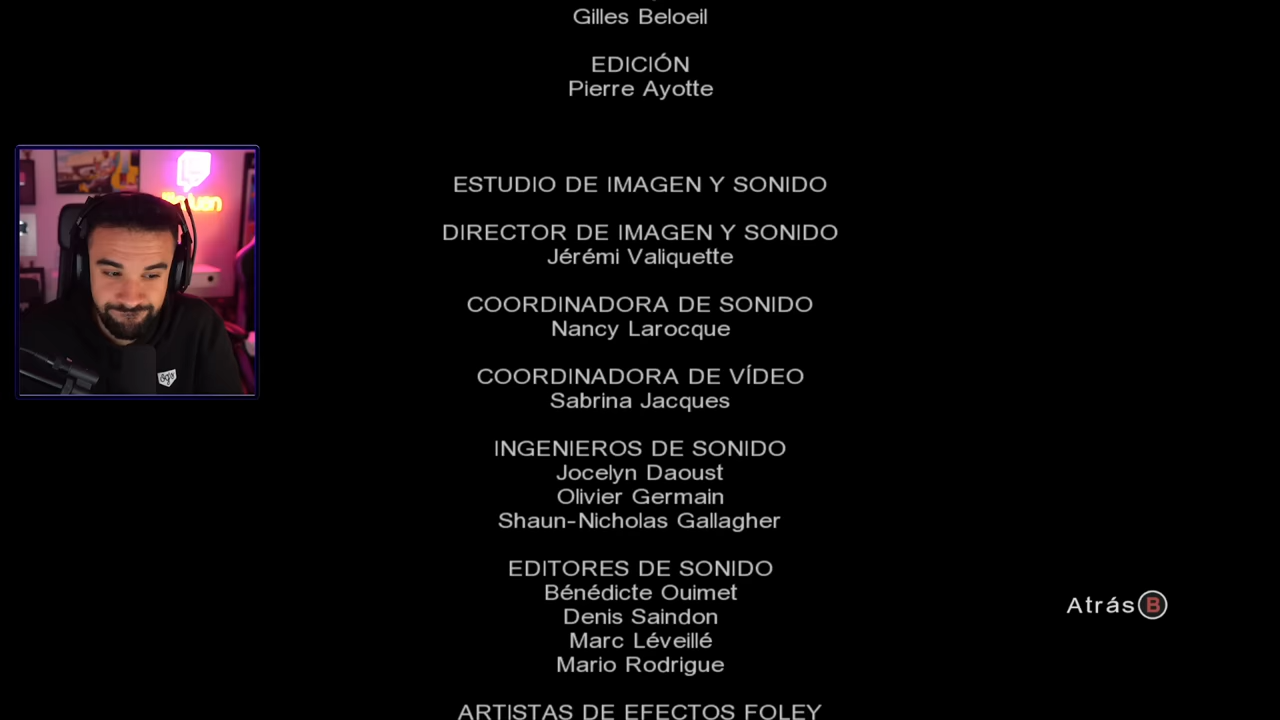 Gilles Beloeil
EDICIÓN
Pierre Ayotte
ESTUDIO DE IMAGEN Y SONIDO
DIRECTOR DE IMAGEN Y SONIDO
Jérémi Valiquette
COORDINADORA DE SONIDO
Nancy Larocque
COORDINADORA DE VÍDEO
Sabrina Jacques
INGENIEROS DE SONIDO
Jocelyn Daoust
Olivier Germain
Shaun-Nicholas Gallagher
EDITORES DE SONIDO
Bénédicte Ouimet
Denis Saindon
Marc Léveillé
Mario Rodrigue
ARTISTAS DE EFECTOS FOLEY
Atrás B